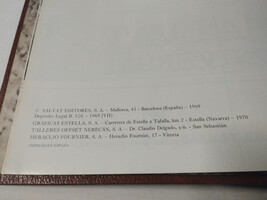 © SALVAT EDITORES, S. A. - Mallorca, 41 - Barcelona (España) - 1969
Depósito Legal B. - 1969 (VII)
GRÁFICAS ESTELLA, S. A. - Carretera de Estella a Tafalla, km 2 - Estella (Navarra) - 1970
TALLERES OFFSET NERECÁN, S. A. - Dr. Claudio Delgado, s/n. - San Sebastián
HERACLIO FOURNIER, S. A. - Heraclio Fournier, 17 - Vitoria